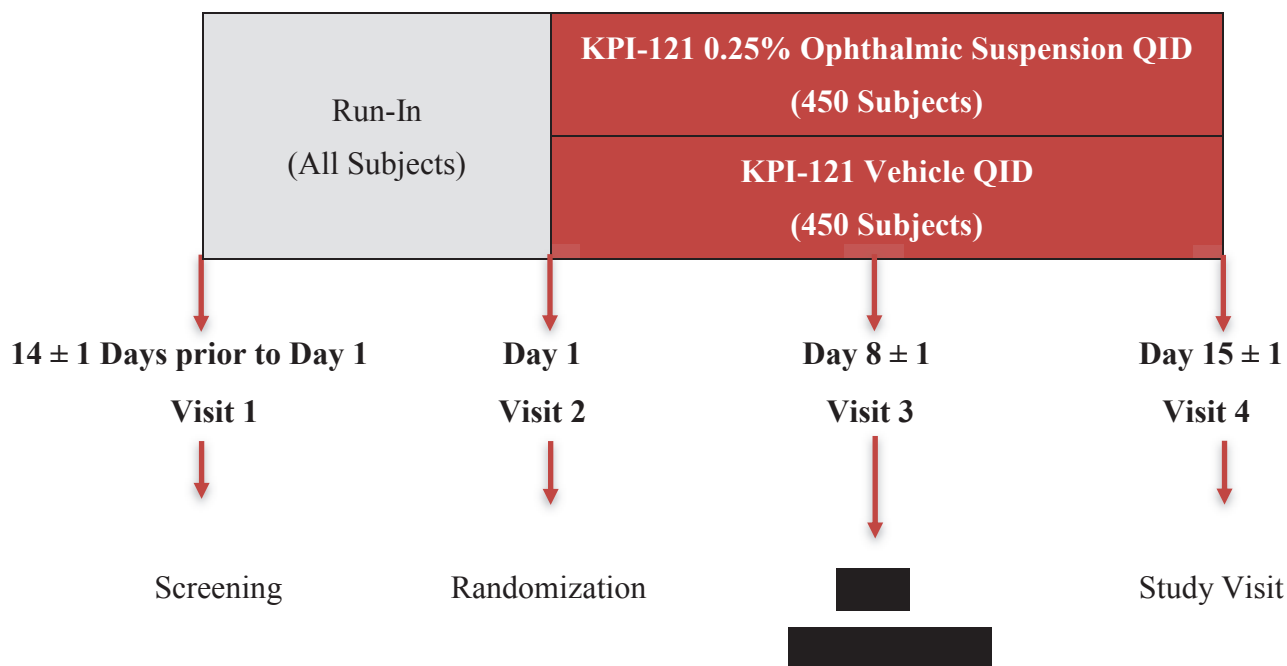 Run-In
(All Subjects)
KPI-121 0.25% Ophthalmic Suspension QID
(450 Subjects)
KPI-121 Vehicle QID
(450 Subjects)
14 ± 1 Days prior to Day 1
Visit 1
Day 1
Visit 2
Day 8 ± 1
Visit 3
Day 15 ± 1
Visit 4
Screening
Randomization
Study Visit